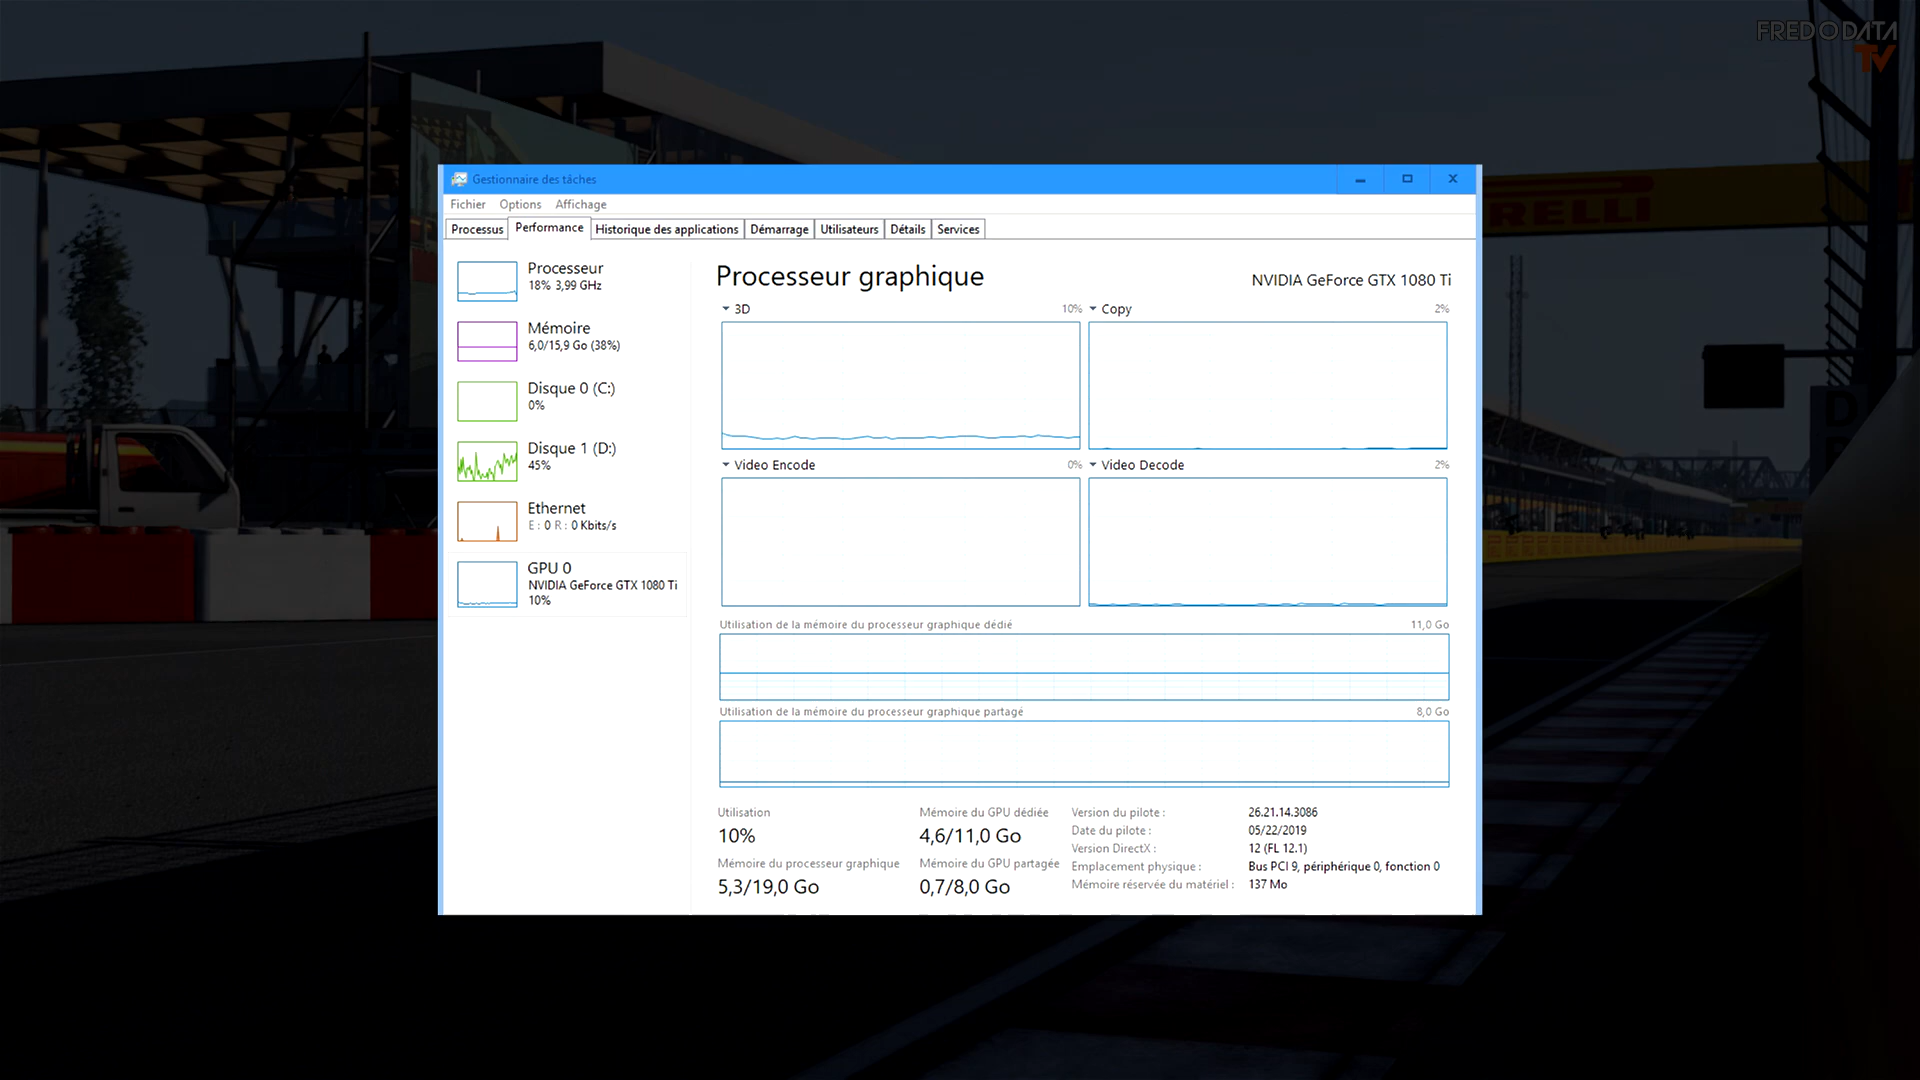 FREDODATA
TV
PIRELLI
Gestionnaire des tâches
Fichier Options Affichage
Processus Performance Historique des applications Démarrage Utilisateurs Détails Services
Processeur
18% 3,99 GHz
Mémoire
6,0/15,9 Go (38%)
Disque 0 (C:)
0%
Disque 1 (D:)
45%
Ethernet
E : 0 R : 0 Kbits/s
GPU 0
NVIDIA GeForce GTX 1080 Ti
10%
Processeur graphique
NVIDIA GeForce GTX 1080 Ti
3D 10%
Copy 2%
Video Encode 0%
Video Decode 2%
Utilisation de la mémoire du processeur graphique dédié 11,0 Go
Utilisation de la mémoire du processeur graphique partagé 8,0 Go
Utilisation
10%
Mémoire du processeur graphique
5,3/19,0 Go
Mémoire du GPU dédiée
4,6/11,0 Go
Mémoire du GPU partagée
0,7/8,0 Go
Version du pilote : 26.21.14.3086
Date du pilote : 05/22/2019
Version DirectX : 12 (FL 12.1)
Emplacement physique : Bus PCI 9, périphérique 0, fonction 0
Mémoire réservée du matériel : 137 Mo